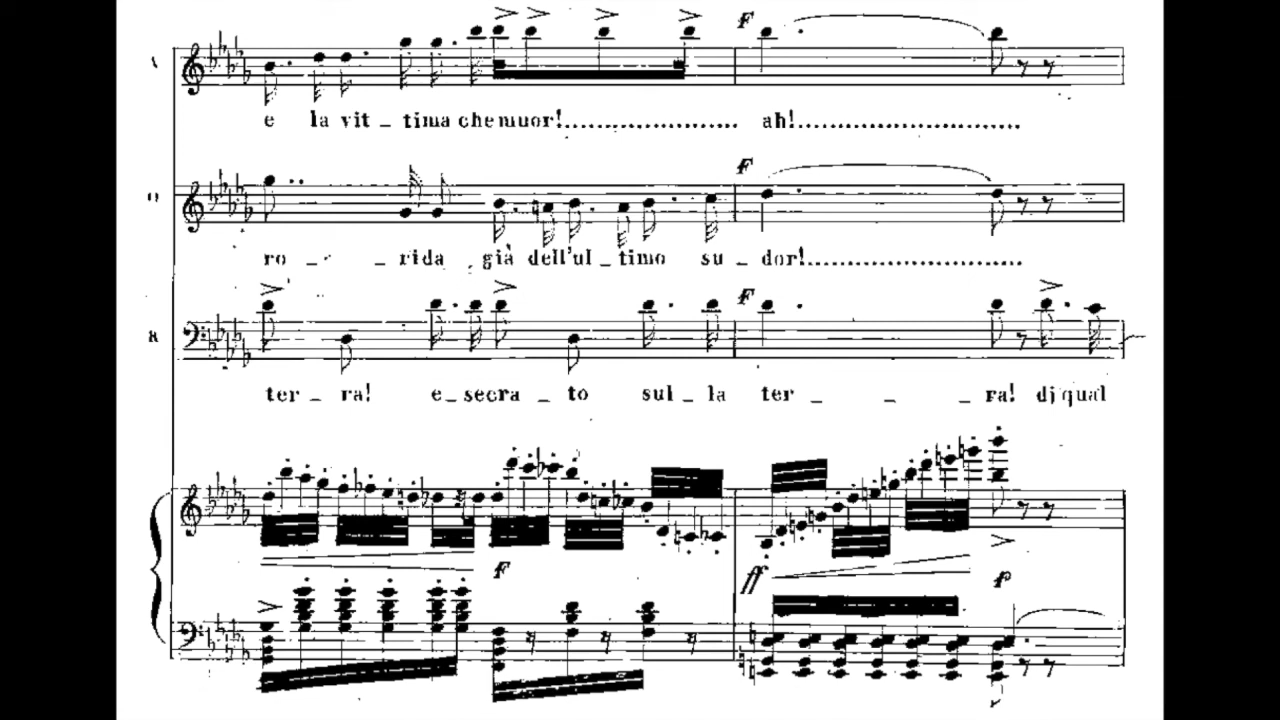 e la vit _ tima che muor!....................... ah!..............................
F
ro _ _ _ rida già dell'ul _ timo su _ dor!.............................
F
R
ter _ ra! e _ secra _ to sul _ la ter _ _ _ ra! di qual
F
F ff F